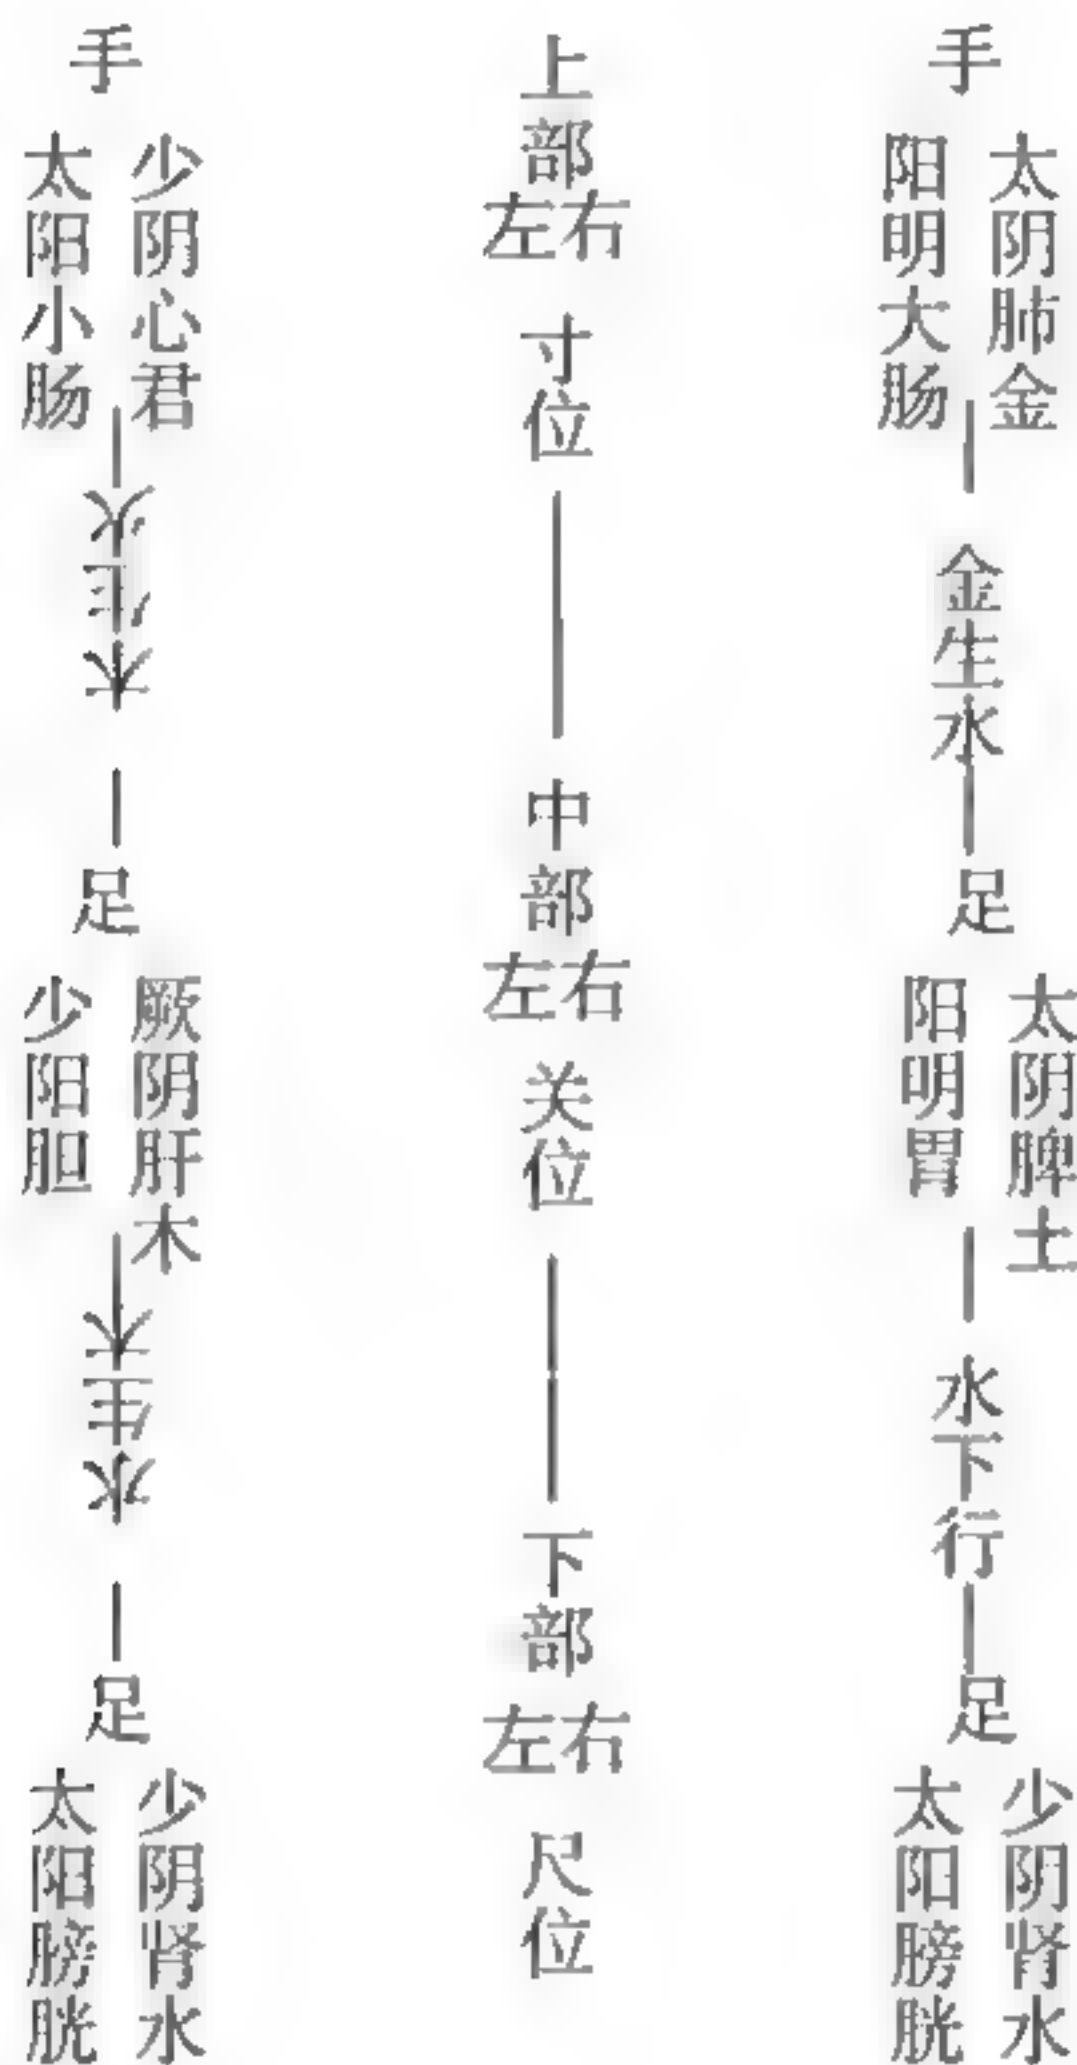 手
少阴心君
太阳小肠
木生火
足
厥阴肝木
少阳胆
水生木
足
少阴肾水
太阳膀胱
上部
左右
寸位
中部
左右
关位
下部
左右
尺位
手
太阴肺金
阳明大肠
金生水
足
太阴脾土
阳明胃
水下行
足
少阴肾水
太阳膀胱